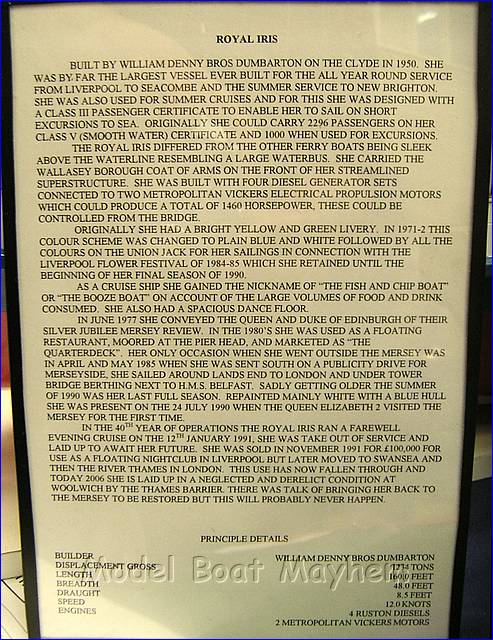 ROYAL IRIS
BUILT BY WILLIAM DENNY BROS DUMBARTON ON THE CLYDE IN 1950. SHE
WAS BY FAR THE LARGEST VESSEL EVER BUILT FOR THE ALL YEAR ROUND SERVICE
FROM LIVERPOOL TO SEACOMBE AND THE SUMMER SERVICE TO NEW BRIGHTON.
SHE WAS ALSO USED FOR SUMMER CRUISES AND FOR THIS SHE WAS DESIGNED WITH
A CLASS III PASSENGER CERTIFICATE TO ENABLE HER TO SAIL ON SHORT
EXCURSIONS TO SEA. ORIGINALLY SHE COULD CARRY 2296 PASSENGERS ON HER
CLASS V (SMOOTH WATER) CERTIFICATE AND 1000 WHEN USED FOR EXCURSIONS.
THE ROYAL IRIS DIFFERED FROM THE OTHER FERRY BOATS BEING SLEEK
ABOVE THE WATERLINE RESEMBLING A LARGE WATERBUS. SHE CARRIED THE
WALLASEY BOROUGH COAT OF ARMS ON THE FRONT OF HER STREAMLINED
SUPERSTRUCTURE. SHE WAS BUILT WITH FOUR DIESEL GENERATOR SETS
CONNECTED TO TWO METROPOLITAN VICKERS ELECTRICAL PROPULSION MOTORS
WHICH COULD PRODUCE A TOTAL OF 1460 HORSEPOWER, THESE COULD BE
CONTROLLED FROM THE BRIDGE.
ORIGINALLY SHE HAD A BRIGHT YELLOW AND GREEN LIVERY. IN 1971-2 THIS
COLOUR SCHEME WAS CHANGED TO PLAIN BLUE AND WHITE FOLLOWED BY ALL THE
COLOURS ON THE UNION JACK FOR HER SAILINGS IN CONNECTION WITH THE
LIVERPOOL FLOWER FESTIVAL OF 1984-85 WHICH SHE RETAINED UNTIL THE
BEGINNING OF HER FINAL SEASON OF 1990.
AS A CRUISE SHIP SHE GAINED THE NICKNAME OF "THE FISH AND CHIP BOAT"
OR "THE BOOZE BOAT" ON ACCOUNT OF THE LARGE VOLUMES OF FOOD AND DRINK
CONSUMED. SHE ALSO HAD A SPACIOUS DANCE FLOOR.
IN JUNE 1977 SHE CONVEYED THE QUEEN AND DUKE OF EDINBURGH OF THEIR
SILVER JUBILEE MERSEY REVIEW. IN THE 1980'S SHE WAS USED AS A FLOATING
RESTAURANT, MOORED AT THE PIER HEAD, AND MARKETED AS "THE
QUARTERDECK". HER ONLY OCCASION WHEN SHE WENT OUTSIDE THE MERSEY WAS
IN APRIL AND MAY 1985 WHEN SHE WAS SENT SOUTH ON A PUBLICITY DRIVE FOR
MERSEYSIDE, SHE SAILED AROUND LANDS END TO LONDON AND UNDER TOWER
BRIDGE BERTHING NEXT TO H.M.S. BELFAST. SADLY GETTING OLDER THE SUMMER
OF 1990 WAS HER LAST FULL SEASON. REPAINTED MAINLY WHITE WITH A BLUE HULL
SHE WAS PRESENT ON THE 24 JULY 1990 WHEN THE QUEEN ELIZABETH 2 VISITED THE
MERSEY FOR THE FIRST TIME.
IN THE 40TH YEAR OF OPERATIONS THE ROYAL IRIS RAN A FAREWELL
EVENING CRUISE ON THE 12TH JANUARY 1991, SHE WAS TAKE OUT OF SERVICE AND
LAID UP TO AWAIT HER FUTURE. SHE WAS SOLD IN NOVEMBER 1991 FOR £100,000 FOR
USE AS A FLOATING NIGHTCLUB IN LIVERPOOL BUT LATER MOVED TO SWANSEA AND
THEN THE RIVER THAMES IN LONDON. THIS USE HAS NOW FALLEN THROUGH AND
TODAY 2006 SHE IS LAID UP IN A NEGLECTED AND DERELICT CONDITION AT
WOOLWICH BY THE THAMES BARRIER. THERE WAS TALK OF BRINGING HER BACK TO
THE MERSEY TO BE RESTORED BUT THIS WILL PROBABLY NEVER HAPPEN.
PRINCIPLE DETAILS
BUILDER WILLIAM DENNY BROS DUMBARTON
DISPLACEMENT GROSS 1234 TONS
LENGTH 160.0 FEET
BREADTH 48.0 FEET
DRAUGHT 8.5 FEET
SPEED 12.0 KNOTS
ENGINES 4 RUSTON DIESELS
2 METROPOLITAN VICKERS MOTORS
Model Boat Mayhem